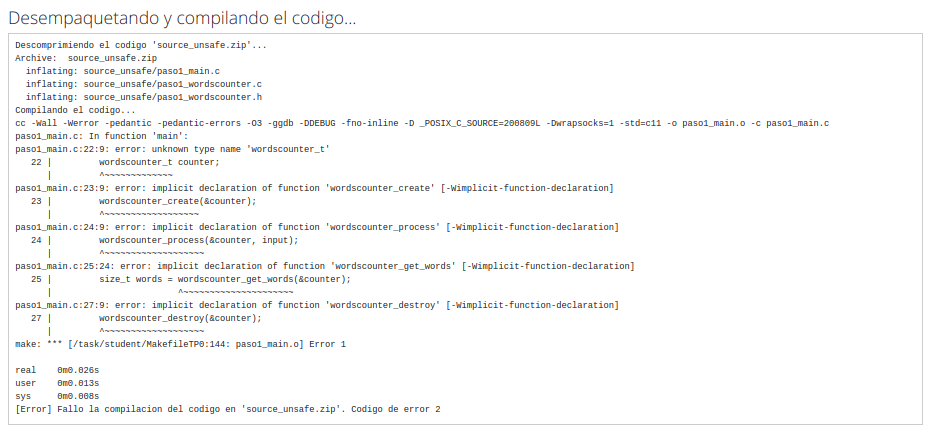 Desempaquetando y compilando el codigo...
Descomprimiendo el codigo 'source_unsafe.zip'...
Archive:  source_unsafe.zip
  inflating: source_unsafe/paso1_main.c
  inflating: source_unsafe/paso1_wordscounter.c
  inflating: source_unsafe/paso1_wordscounter.h
Compilando el codigo...
cc -Wall -Werror -pedantic -pedantic-errors -O3 -ggdb -DDEBUG -fno-inline -D _POSIX_C_SOURCE=200809L -Dwrapsocks=1 -std=c11 -o paso1_main.o -c paso1_main.c
paso1_main.c: In function 'main':
paso1_main.c:22:9: error: unknown type name 'wordscounter_t'
   22 |         wordscounter_t counter;
      |         ^~~~~~~~~~~~~~
paso1_main.c:23:9: error: implicit declaration of function 'wordscounter_create' [-Wimplicit-function-declaration]
   23 |         wordscounter_create(&counter);
      |         ^~~~~~~~~~~~~~~~~~~
paso1_main.c:24:9: error: implicit declaration of function 'wordscounter_process' [-Wimplicit-function-declaration]
   24 |         wordscounter_process(&counter, input);
      |         ^~~~~~~~~~~~~~~~~~~~
paso1_main.c:25:24: error: implicit declaration of function 'wordscounter_get_words' [-Wimplicit-function-declaration]
   25 |         size_t words = wordscounter_get_words(&counter);
      |                        ^~~~~~~~~~~~~~~~~~~~~~
paso1_main.c:27:9: error: implicit declaration of function 'wordscounter_destroy' [-Wimplicit-function-declaration]
   27 |         wordscounter_destroy(&counter);
      |         ^~~~~~~~~~~~~~~~~~~~
make: *** [/task/student/MakefileTP0:144: paso1_main.o] Error 1
real    0m0.026s
user    0m0.013s
sys     0m0.008s
[Error] Fallo la compilacion del codigo en 'source_unsafe.zip'. Codigo de error 2